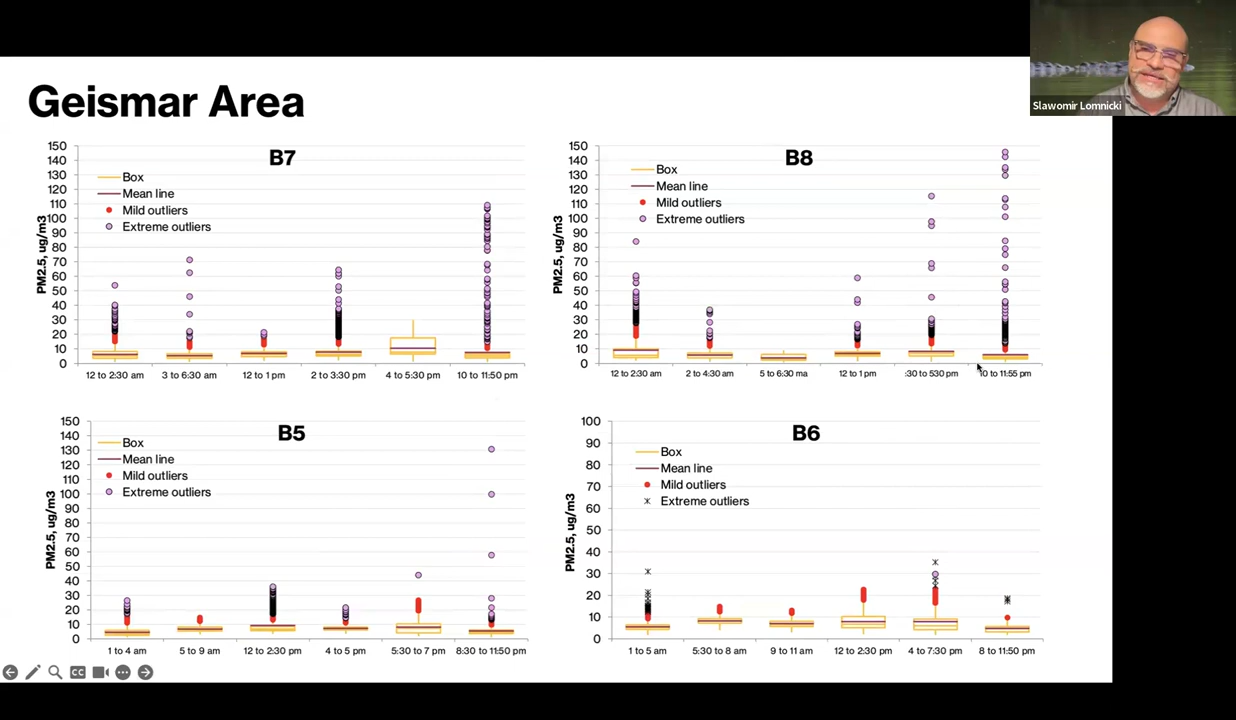 Slawomir Lomnicki
Geismar Area
B7
PM2.5, ug/m3
150
140
130
120
110
100
90
80
70
60
50
40
30
20
10
0
Box
Mean line
Mild outliers
Extreme outliers
12 to 2:30 am 3 to 6:30 am 12 to 1 pm 2 to 3:30 pm 4 to 5:30 pm 10 to 11:50 pm
B8
PM2.5, ug/m3
150
140
130
120
110
100
90
80
70
60
50
40
30
20
10
0
Box
Mean line
Mild outliers
Extreme outliers
12 to 2:30 am 2 to 4:30 am 5 to 6:30 ma 12 to 1 pm :30 to 530 pm 10 to 11:55 pm
B5
PM2.5, ug/m3
150
140
130
120
110
100
90
80
70
60
50
40
30
20
10
0
Box
Mean line
Mild outliers
Extreme outliers
1 to 4 am 5 to 9 am 12 to 2:30 pm 4 to 5 pm 5:30 to 7 pm 8:30 to 11:50 pm
B6
PM2.5, ug/m3
100
90
80
70
60
50
40
30
20
10
0
Box
Mean line
Mild outliers
Extreme outliers
1 to 5 am 5:30 to 8 am 9 to 11 am 12 to 2:30 pm 4 to 7:30 pm 8 to 11:50 pm
CC